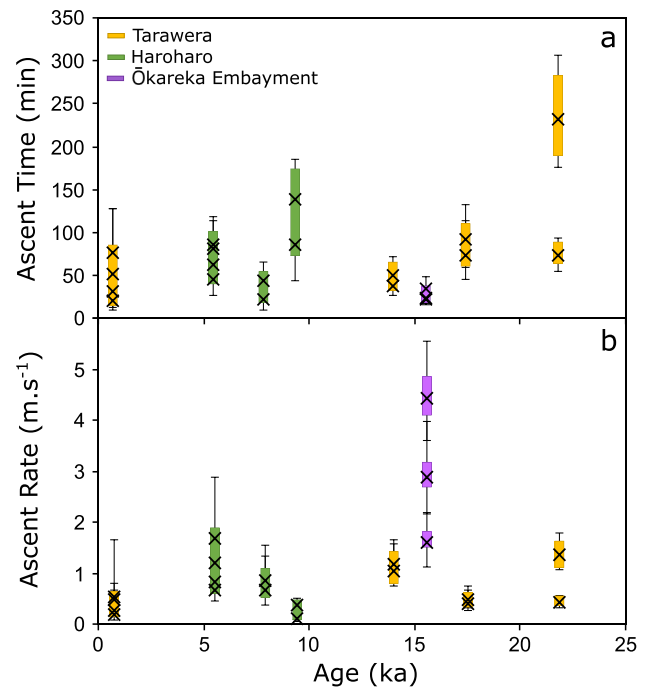 350
300
250
200
150
100
50
0
Ascent Time (min)
Tarawera
Haroharo
Ōkareka Embayment
a
5
4
3
2
1
0
Ascent Rate (m.s⁻¹)
b
0 5 10 15 20 25
Age (ka)